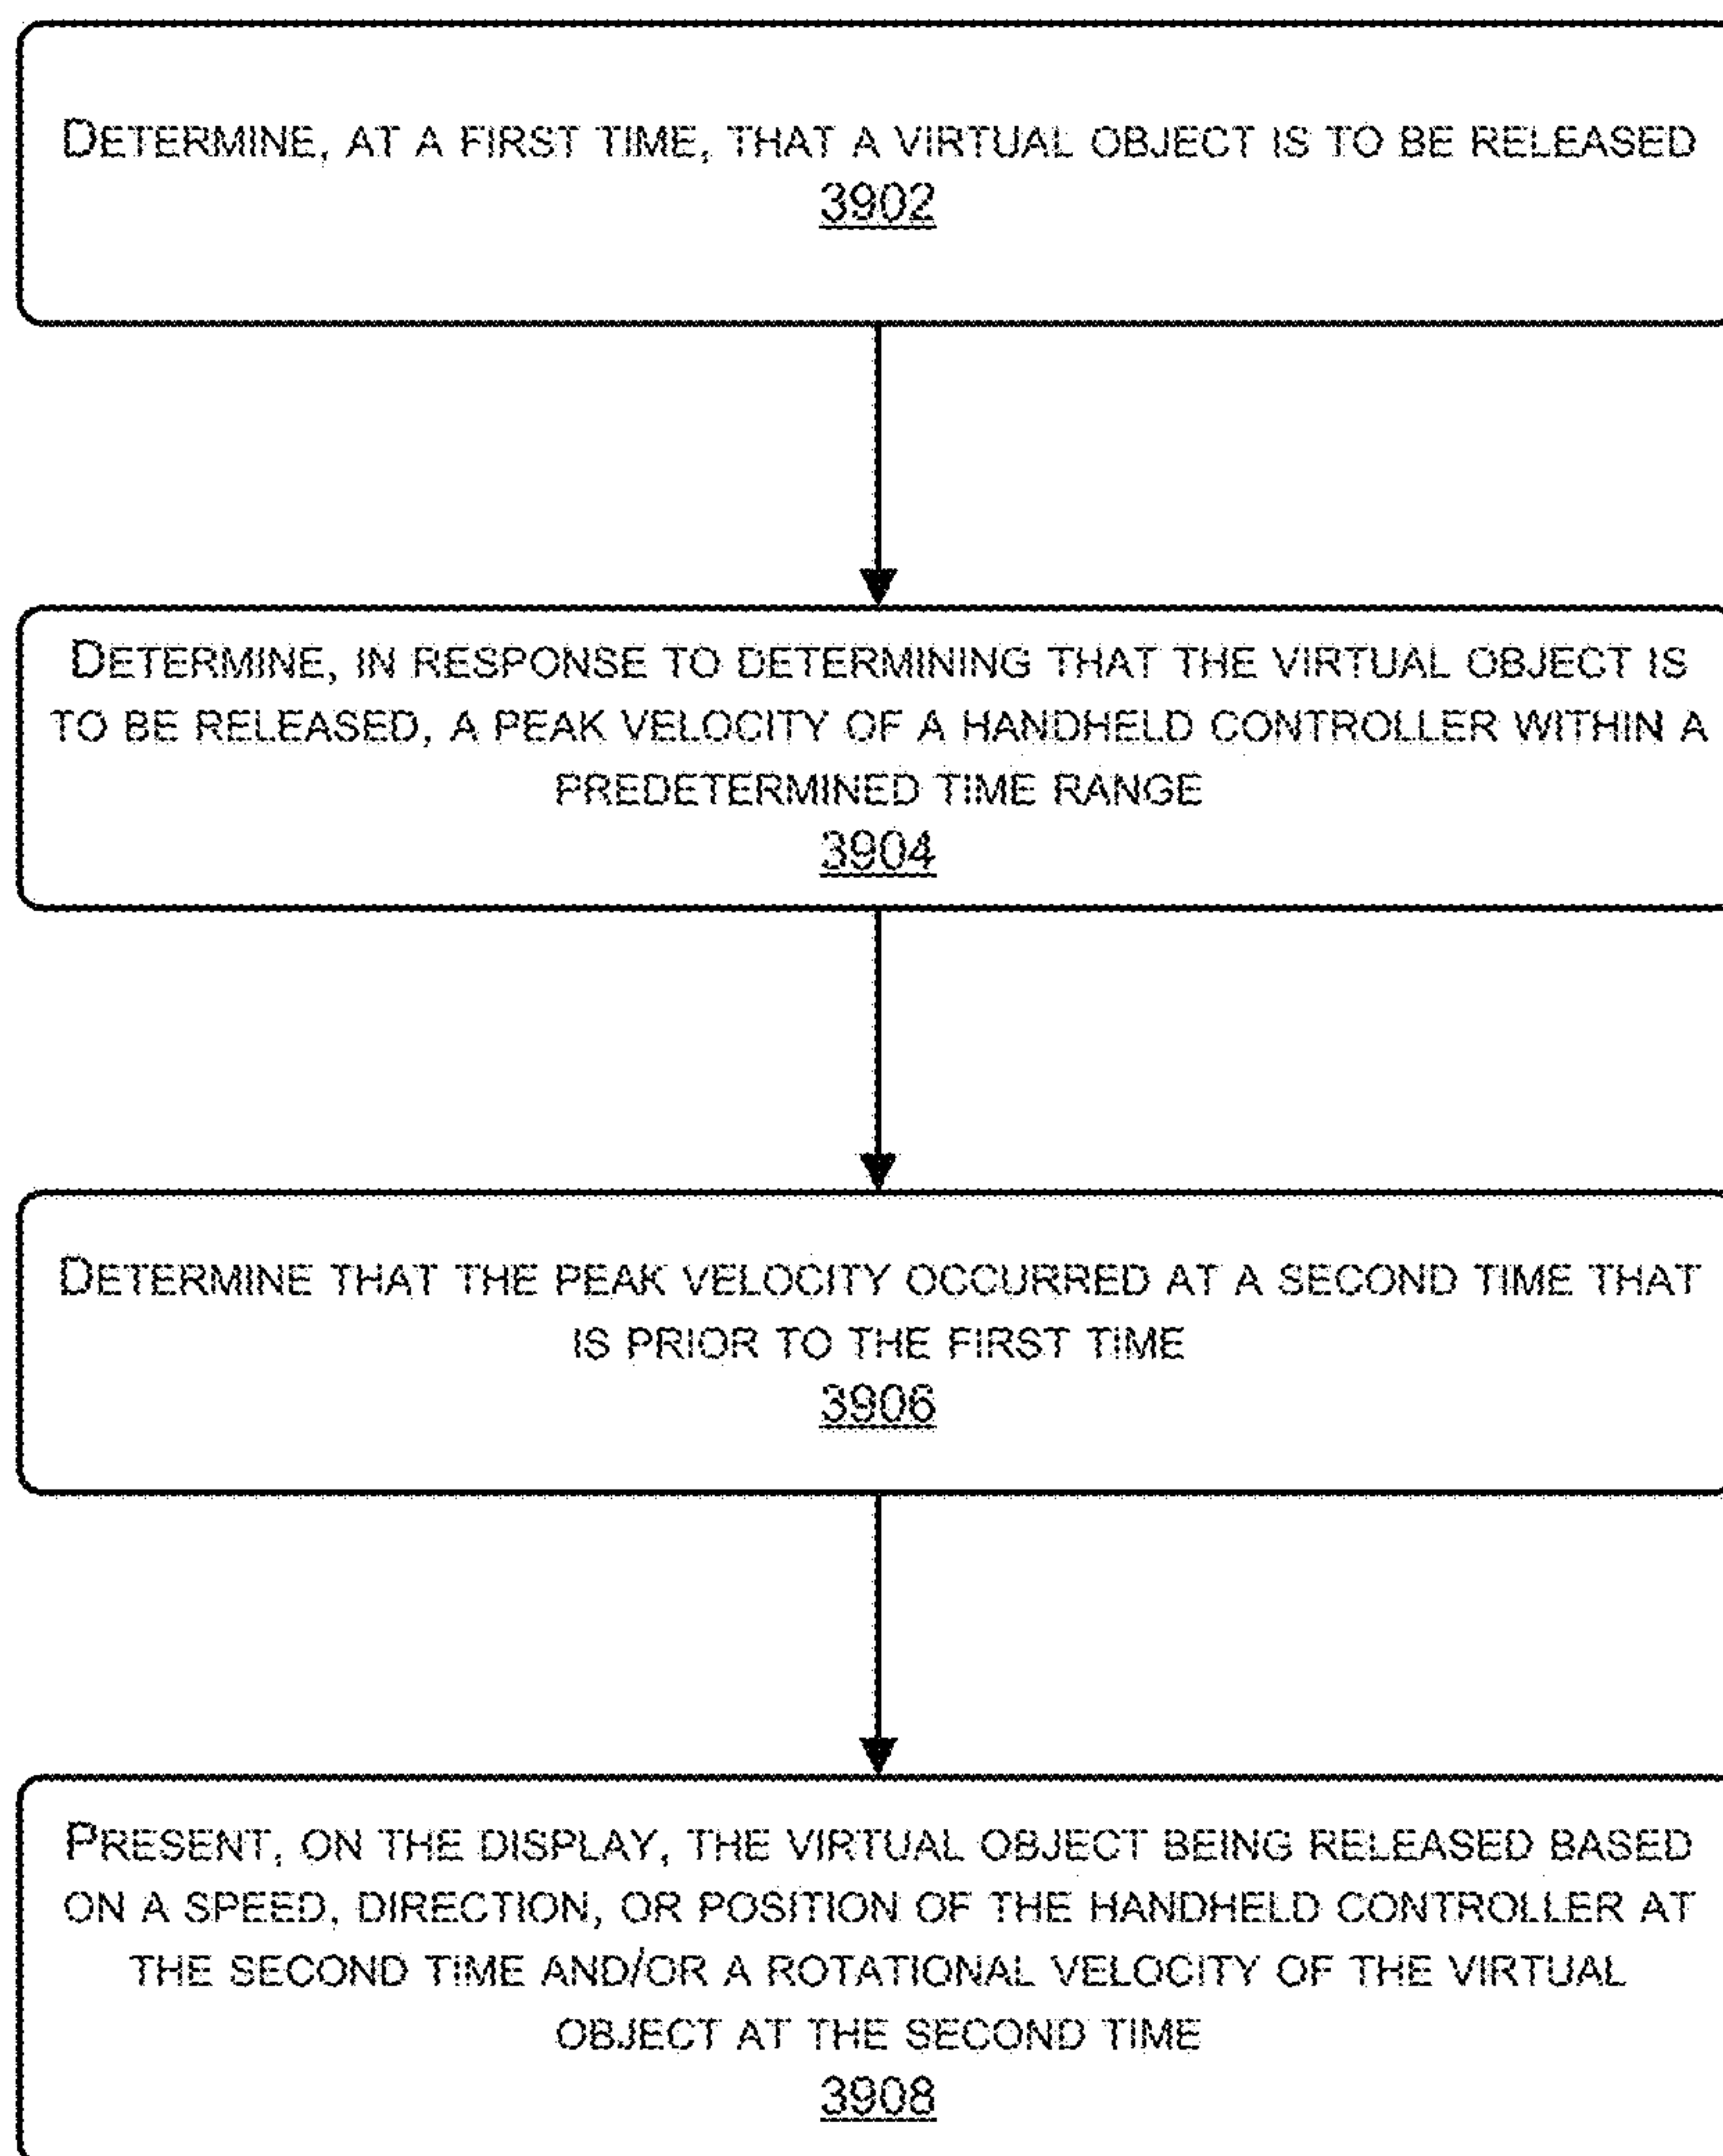 DETERMINE, AT A FIRST TIME, THAT A VIRTUAL OBJECT IS TO BE RELEASED
3902
DETERMINE, IN RESPONSE TO DETERMINING THAT THE VIRTUAL OBJECT IS
TO BE RELEASED, A PEAK VELOCITY OF A HANDHELD CONTROLLER WITHIN A
PREDETERMINED TIME RANGE
3904
DETERMINE THAT THE PEAK VELOCITY OCCURRED AT A SECOND TIME THAT
IS PRIOR TO THE FIRST TIME
3906
PRESENT, ON THE DISPLAY, THE VIRTUAL OBJECT BEING RELEASED BASED
ON A SPEED, DIRECTION, OR POSITION OF THE HANDHELD CONTROLLER AT
THE SECOND TIME AND/OR A ROTATIONAL VELOCITY OF THE VIRTUAL
OBJECT AT THE SECOND TIME
3908